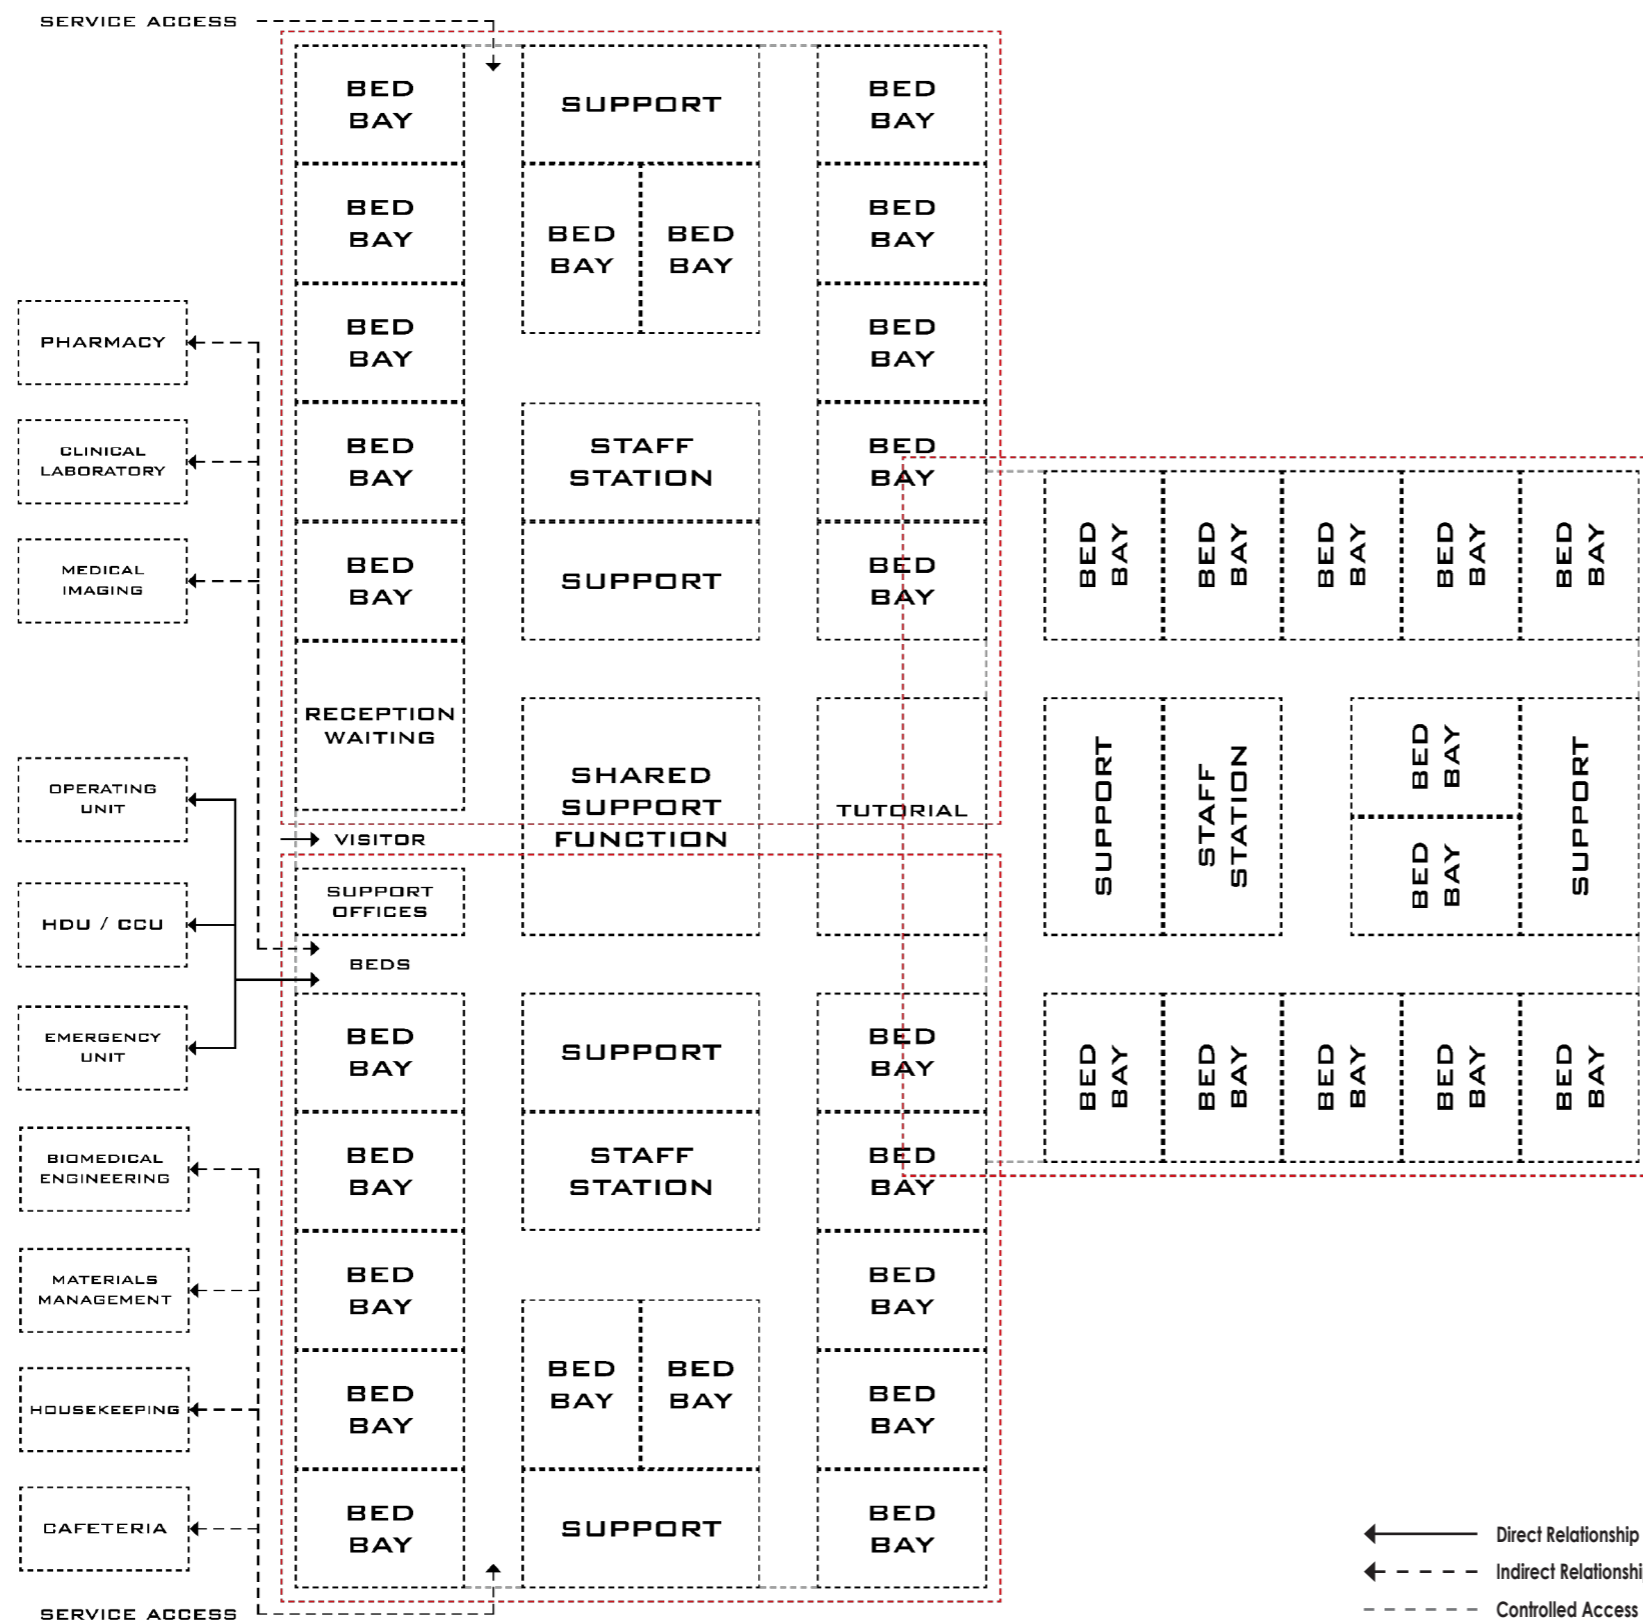 SERVICE ACCESS
BED
BAY
SUPPORT
BED
BAY
BED
BAY
BED
BAY
BED
BAY
BED
BAY
PHARMACY
BED
BAY
BED
BAY
CLINICAL
LABORATORY
BED
BAY
STAFF
STATION
BED
BAY
MEDICAL
IMAGING
BED
BAY
SUPPORT
BED
BAY
BED
BAY
BED
BAY
BED
BAY
BED
BAY
BED
BAY
RECEPTION
WAITING
OPERATING
UNIT
SHARED
SUPPORT
FUNCTION
TUTORIAL
SUPPORT
STAFF
STATION
BED
BAY
BED
BAY
SUPPORT
VISITOR
SUPPORT
OFFICES
HDU / CCU
BEDS
EMERGENCY
UNIT
BED
BAY
SUPPORT
BED
BAY
BED
BAY
BED
BAY
BED
BAY
BED
BAY
BED
BAY
BIOMEDICAL
ENGINEERING
BED
BAY
STAFF
STATION
BED
BAY
MATERIALS
MANAGEMENT
BED
BAY
BED
BAY
HOUSEKEEPING
BED
BAY
BED
BAY
BED
BAY
BED
BAY
CAFETERIA
BED
BAY
SUPPORT
BED
BAY
SERVICE ACCESS
Direct Relationship
Indirect Relationshi
Controlled Access